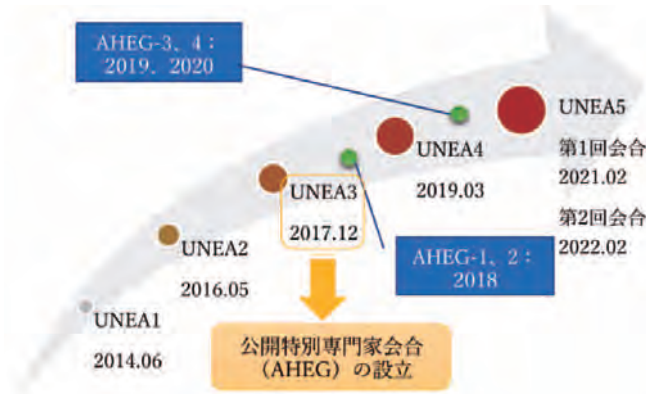 AHEG-3、4：
2019、2020
UNEA5
第1回会合
2021.02
第2回会合
2022.02
UNEA4
2019.03
UNEA3
2017.12
AHEG-1、2：
2018
UNEA2
2016.05
UNEA1
2014.06
公開特別専門家会合
（AHEG）の設立